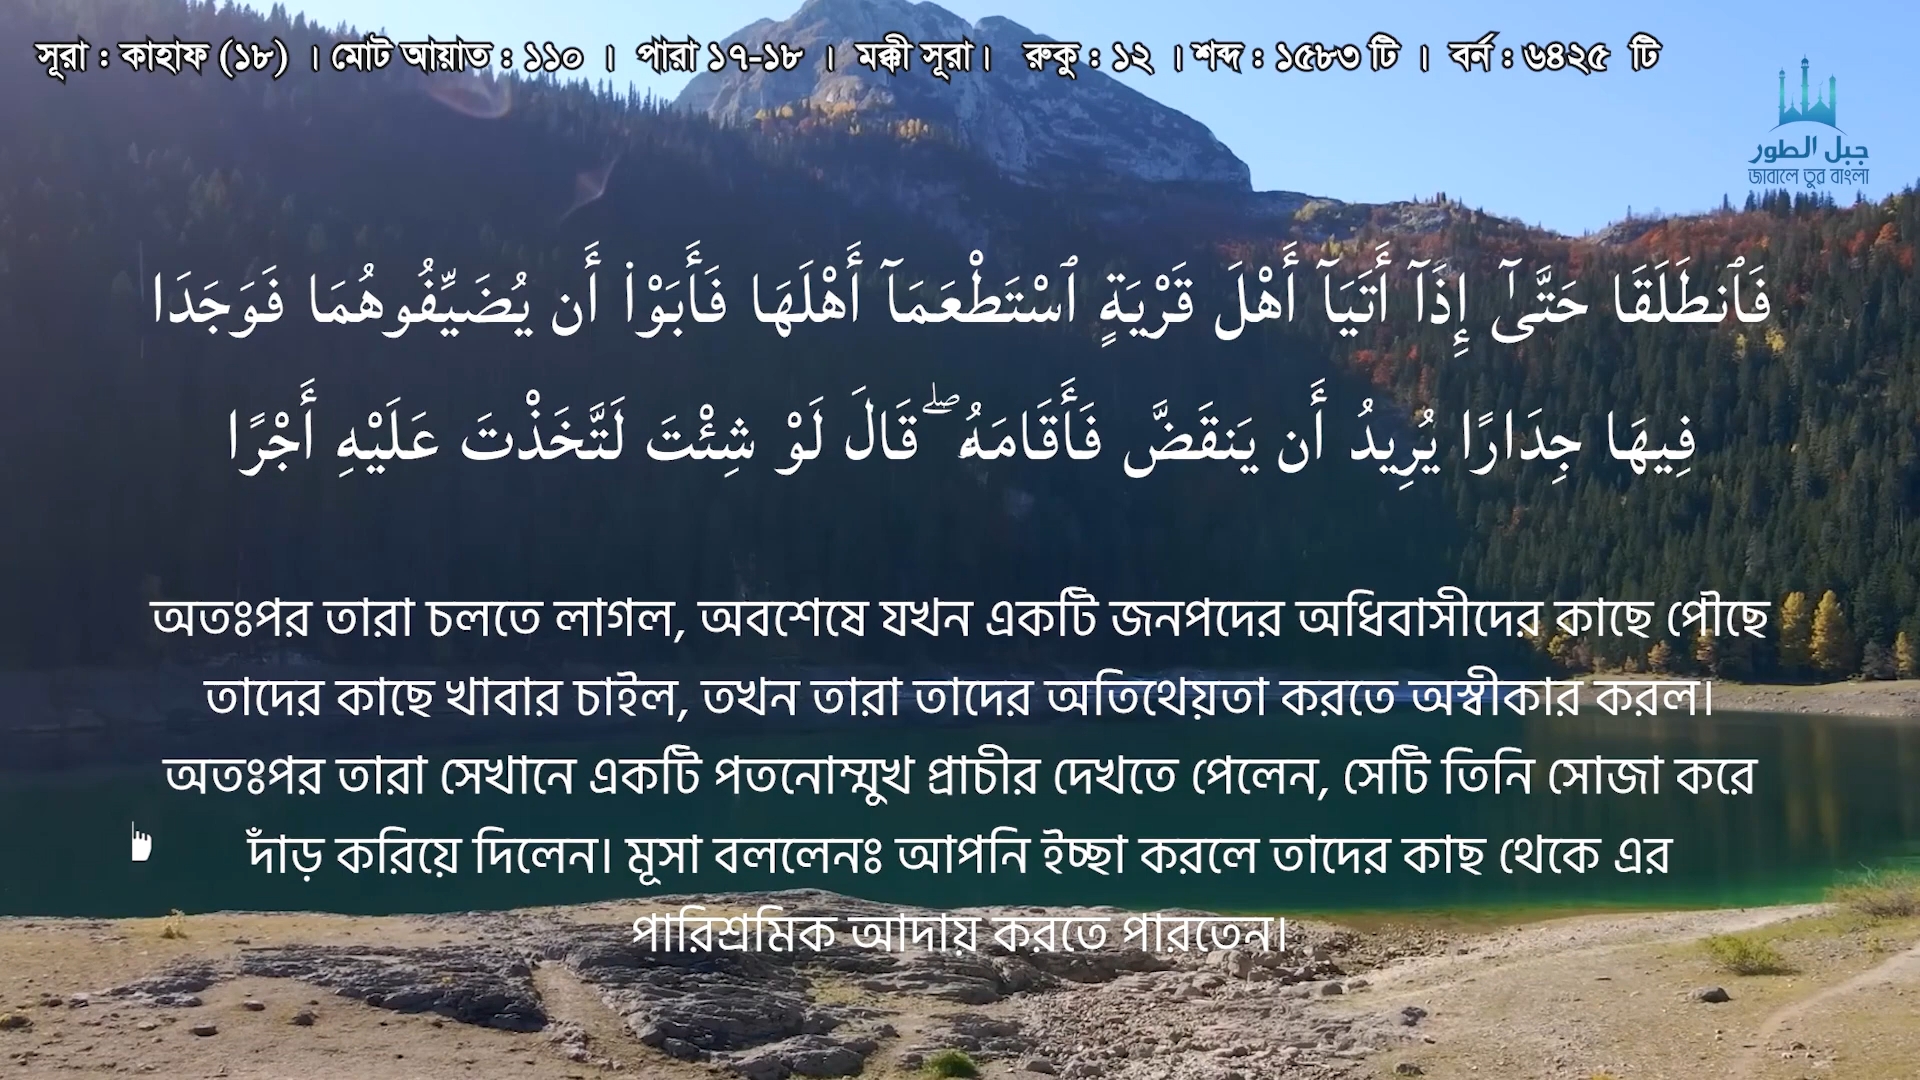 সূরা : কাহাফ (১৮) । মোট আয়াত : ১১০ । পারা ১৭-১৮ । মক্কী সূরা। রুকু : ১২ । শব্দ : ১৫৮৩ টি । বর্ন : ৬৪২৫ টি
جبل الطور
জাবালে তুর বাংলা
فَٱنطَلَقَا حَتَّىٰٓ إِذَآ أَتَيَآ أَهْلَ قَرْيَةٍ ٱسْتَطْعَمَآ أَهْلَهَا فَأَبَوْا۟ أَن يُضَيِّفُوهُمَا فَوَجَدَا
فِيهَا جِدَارًا يُرِيدُ أَن يَنقَضَّ فَأَقَامَهُۥ ۖ قَالَ لَوْ شِئْتَ لَتَّخَذْتَ عَلَيْهِ أَجْرًا
অতঃপর তারা চলতে লাগল, অবশেষে যখন একটি জনপদের অধিবাসীদের কাছে পৌছে
তাদের কাছে খাবার চাইল, তখন তারা তাদের অতিথেয়তা করতে অস্বীকার করল।
অতঃপর তারা সেখানে একটি পতনোম্মুখ প্রাচীর দেখতে পেলেন, সেটি তিনি সোজা করে
দাঁড় করিয়ে দিলেন। মূসা বললেনঃ আপনি ইচ্ছা করলে তাদের কাছ থেকে এর
পারিশ্রমিক আদায় করতে পারতেন।